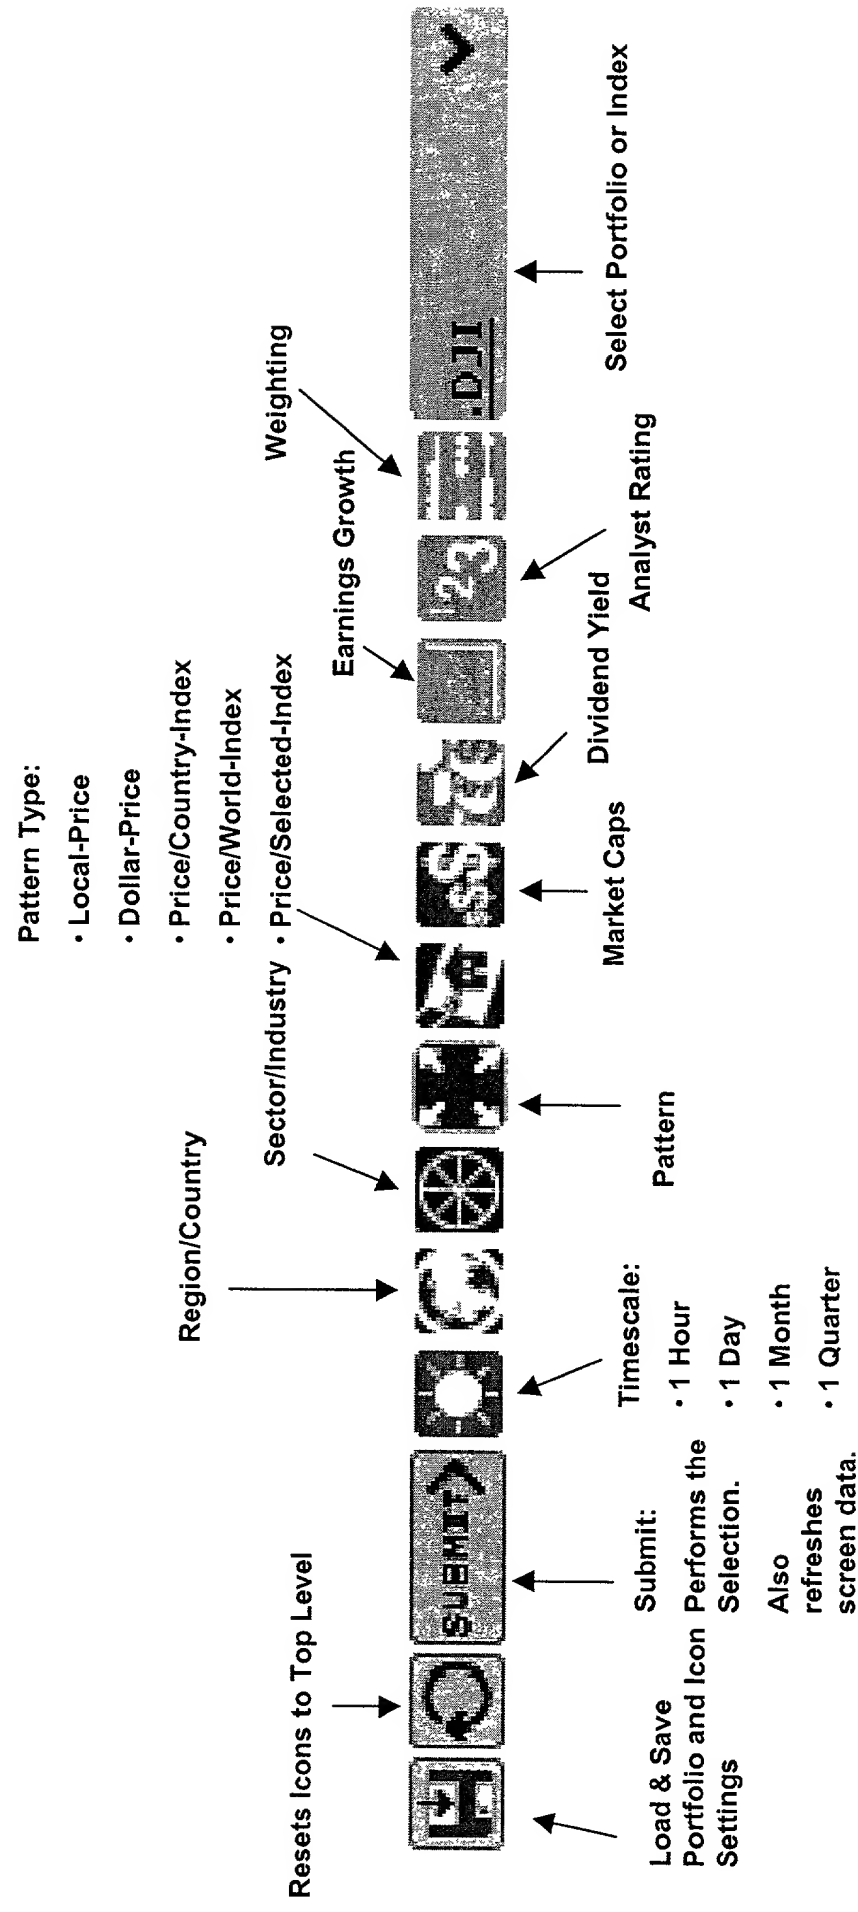 Pattern Type:
• Local-Price
• Dollar-Price
• Price/Country-Index
• Price/World-Index
• Price/Selected-Index
Resets Icons to Top Level
Region/Country
Sector/Industry
Earnings Growth
Weighting
SUBMIT
$$
123
.DJI
Load & Save
Portfolio and Icon
Settings
Submit:
Performs the
Selection.
Also
refreshes
screen data.
Timescale:
• 1 Hour
• 1 Day
• 1 Month
• 1 Quarter
Pattern
Market Caps
Dividend Yield
Analyst Rating
Select Portfolio or Index